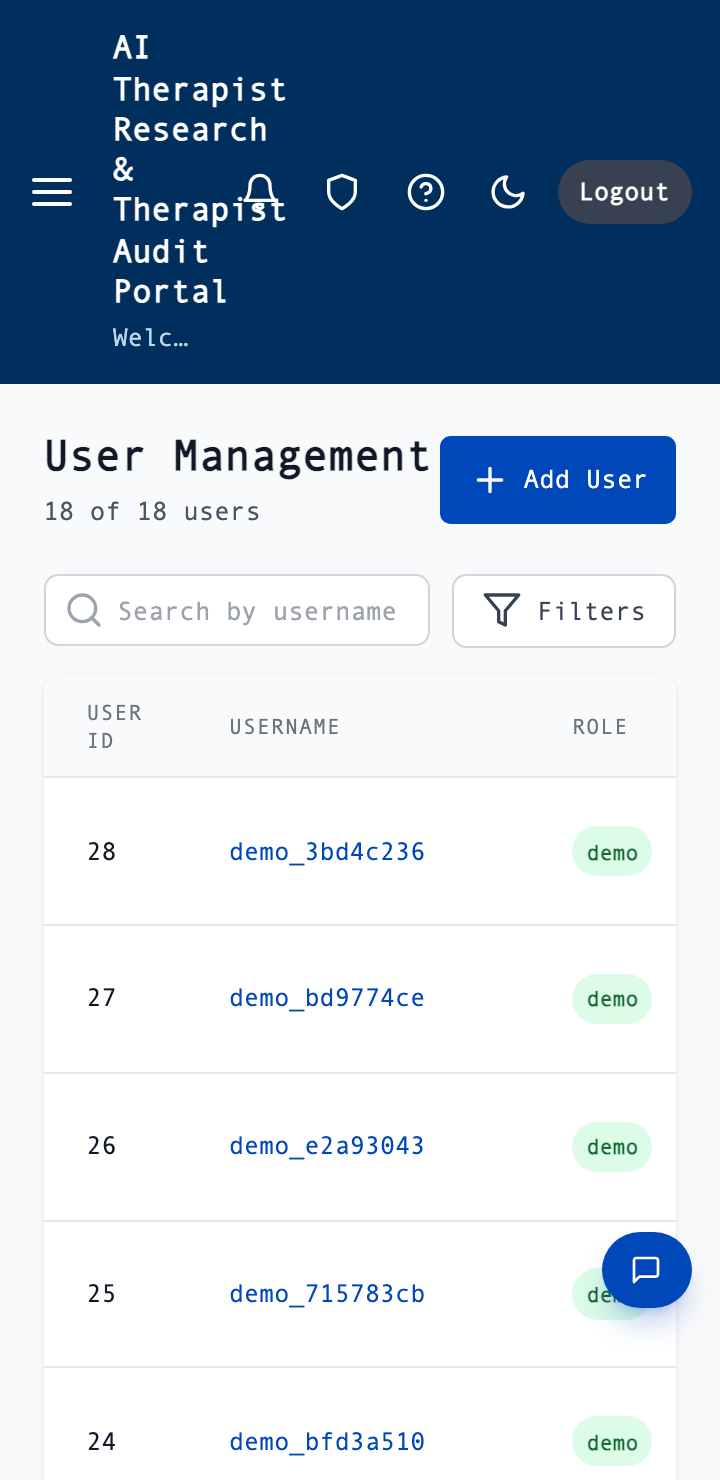 AI
Therapist
Research
&
Therapist
Audit
Portal
Welc…
Logout
User Management
18 of 18 users
Add User
Search by username
Filters
USER ID
USERNAME
ROLE
28 demo_3bd4c236 demo
27 demo_bd9774ce demo
26 demo_e2a93043 demo
25 demo_715783cb
24 demo_bfd3a510 demo